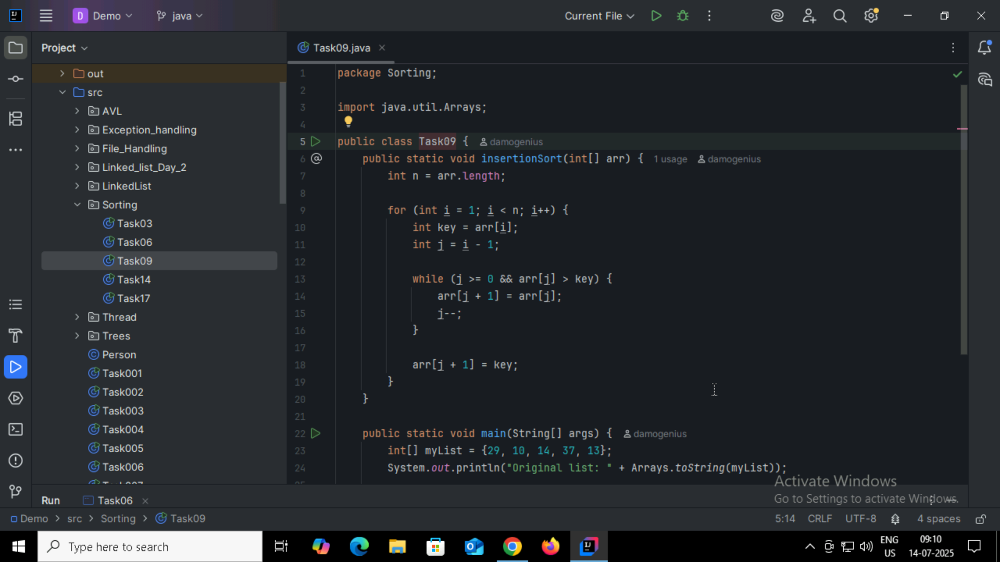 D Demo java Current File
Project
Task09.java
out
src
AVL
Exception_handling
File_Handling
Linked_list_Day_2
LinkedList
Sorting
Task03
Task06
Task09
Task14
Task17
Thread
Trees
Person
Task001
Task002
Task003
Task004
Task005
Task006
1 package Sorting;
2
3 import java.util.Arrays;
4
5 public class Task09 { damogenius
6 public static void insertionSort(int[] arr) { 1 usage damogenius
7 int n = arr.length;
8
9 for (int i = 1; i < n; i++) {
10 int key = arr[i];
11 int j = i - 1;
12
13 while (j >= 0 && arr[j] > key) {
14 arr[j + 1] = arr[j];
15 j--;
16 }
17
18 arr[j + 1] = key;
19 }
20 }
21
22 public static void main(String[] args) { damogenius
23 int[] myList = {29, 10, 14, 37, 13};
24 System.out.println("Original list: " + Arrays.toString(myList));
Activate Windows
Go to Settings to activate Windows.
Run Task06
Demo > src > Sorting > Task09
5:14 CRLF UTF-8 4 spaces
Type here to search
ENG
US
09:10
14-07-2025